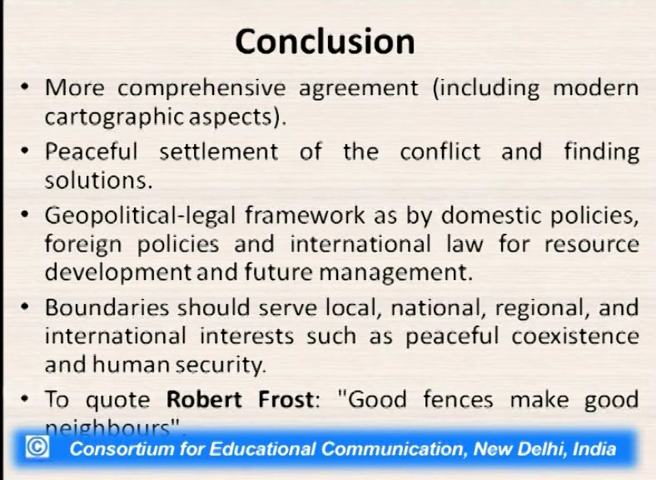 Conclusion
• More comprehensive agreement (including modern
cartographic aspects).
• Peaceful settlement of the conflict and finding
solutions.
• Geopolitical-legal framework as by domestic policies,
foreign policies and international law for resource
development and future management.
• Boundaries should serve local, national, regional, and
international interests such as peaceful coexistence
and human security.
• To quote Robert Frost: "Good fences make good
neighbours".
© Consortium for Educational Communication, New Delhi, India